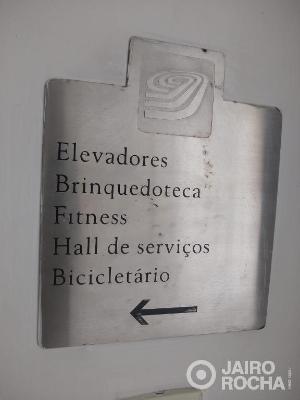 Elevadores
Brinquedoteca
Fitness
Hall de serviços
Bicicletário
JAIRO
ROCHA